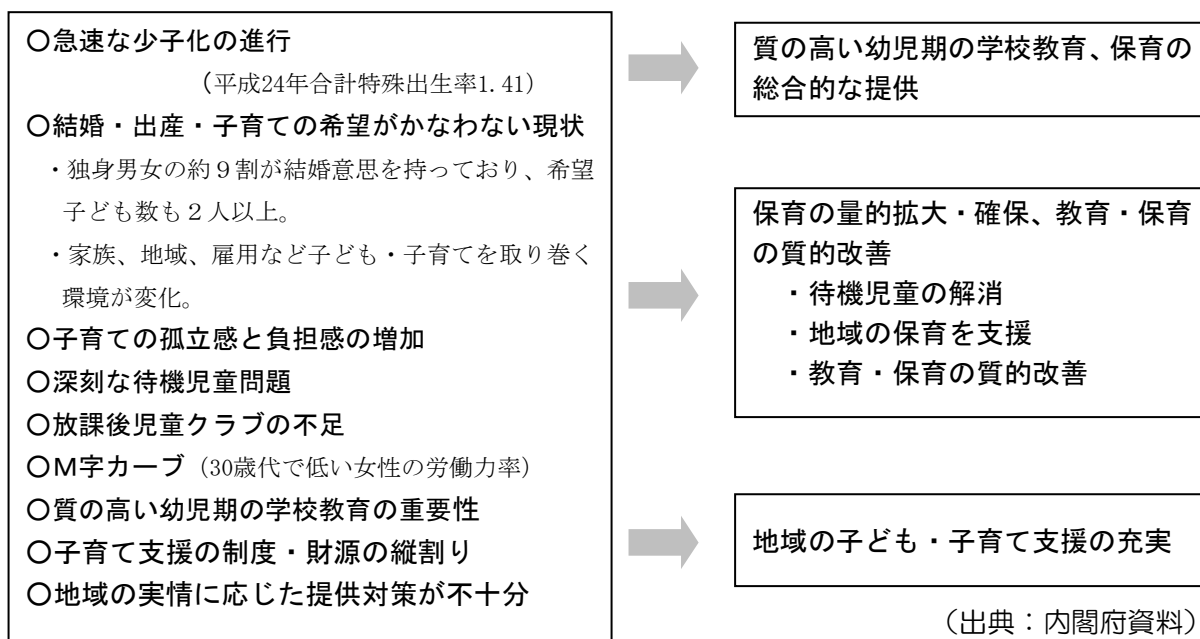 〇急速な少子化の進行
（平成24年合計特殊出生率1.41）
〇結婚・出産・子育ての希望がかなわない現状
・独身男女の約９割が結婚意思を持っており、希望
子ども数も２人以上。
・家族、地域、雇用など子ども・子育てを取り巻く
環境が変化。
〇子育ての孤立感と負担感の増加
〇深刻な待機児童問題
〇放課後児童クラブの不足
〇Ｍ字カーブ（30歳代で低い女性の労働力率）
〇質の高い幼児期の学校教育の重要性
〇子育て支援の制度・財源の縦割り
〇地域の実情に応じた提供対策が不十分
質の高い幼児期の学校教育、保育の
総合的な提供
保育の量的拡大・確保、教育・保育
の質的改善
・待機児童の解消
・地域の保育を支援
・教育・保育の質的改善
地域の子ども・子育て支援の充実
（出典：内閣府資料）